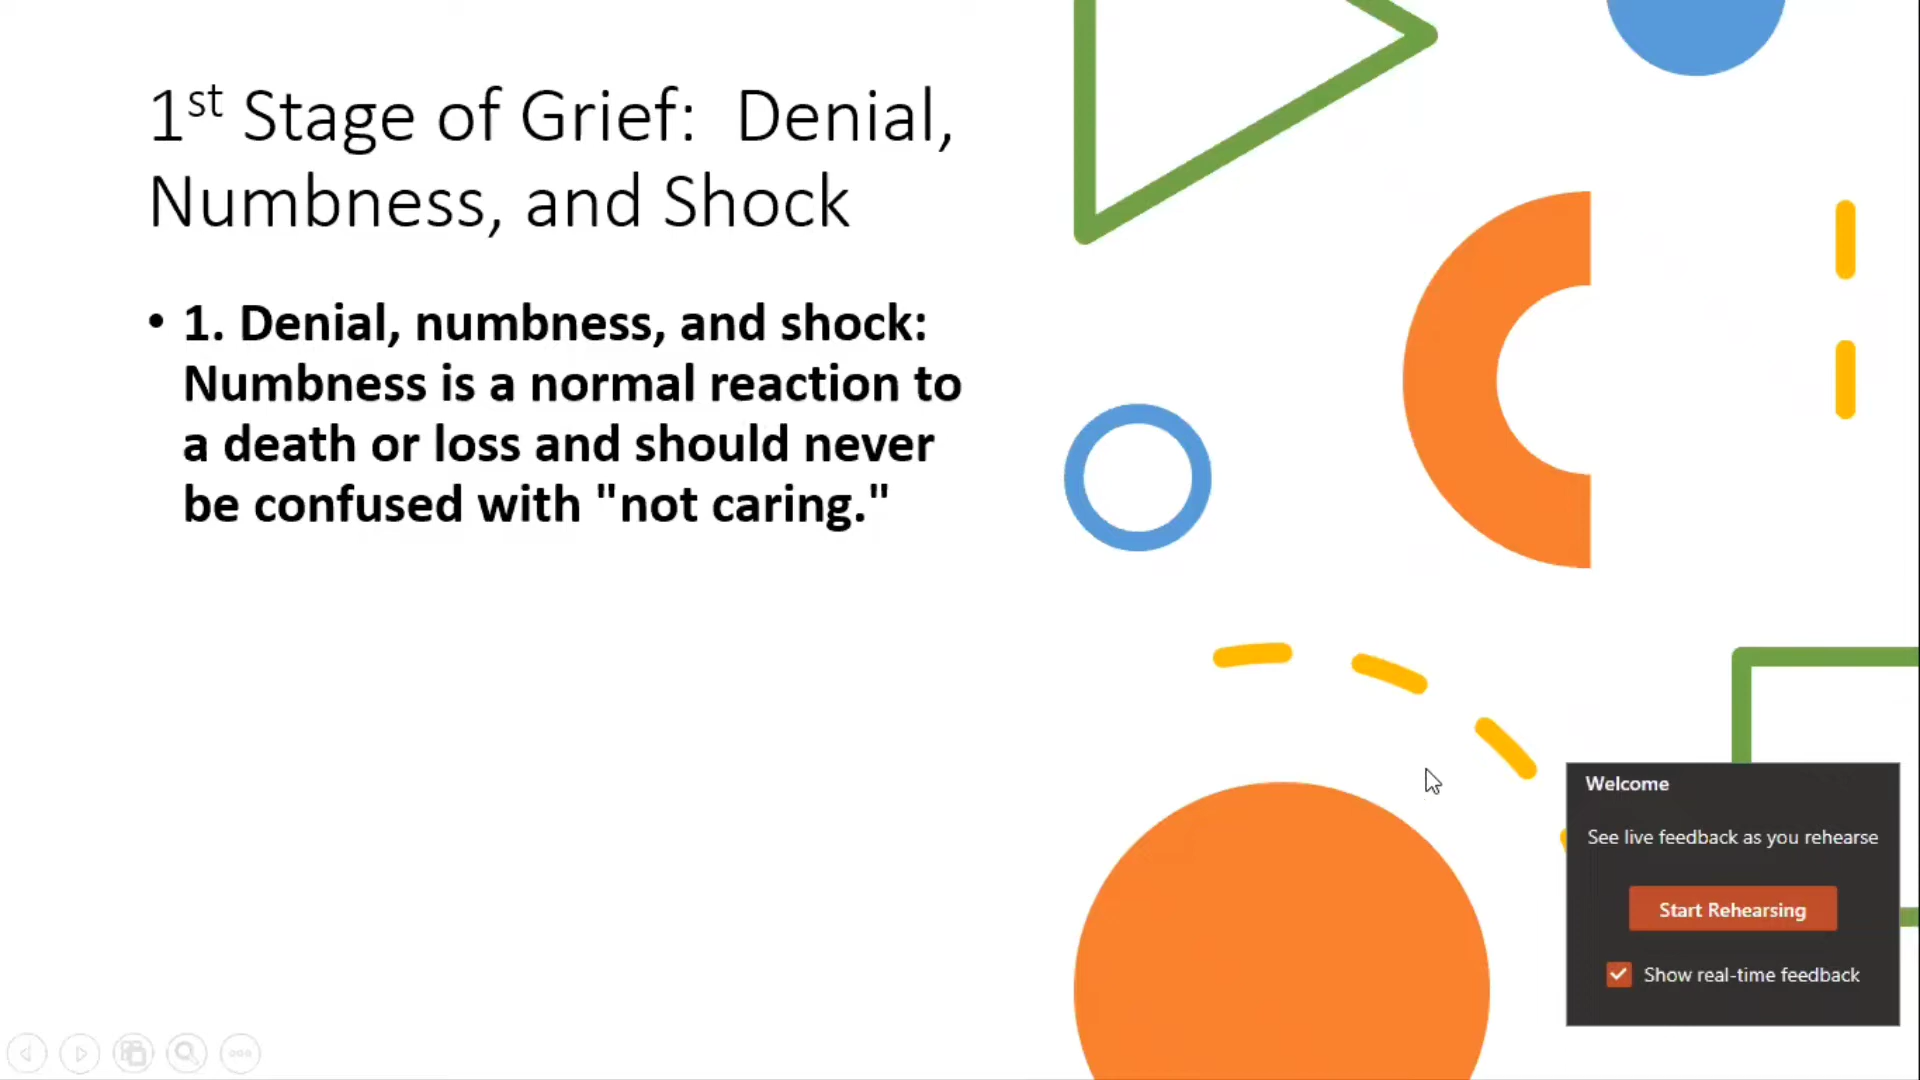 1st Stage of Grief:  Denial,
Numbness, and Shock
• 1. Denial, numbness, and shock:
Numbness is a normal reaction to
a death or loss and should never
be confused with "not caring."
Welcome
See live feedback as you rehearse
Start Rehearsing
Show real-time feedback